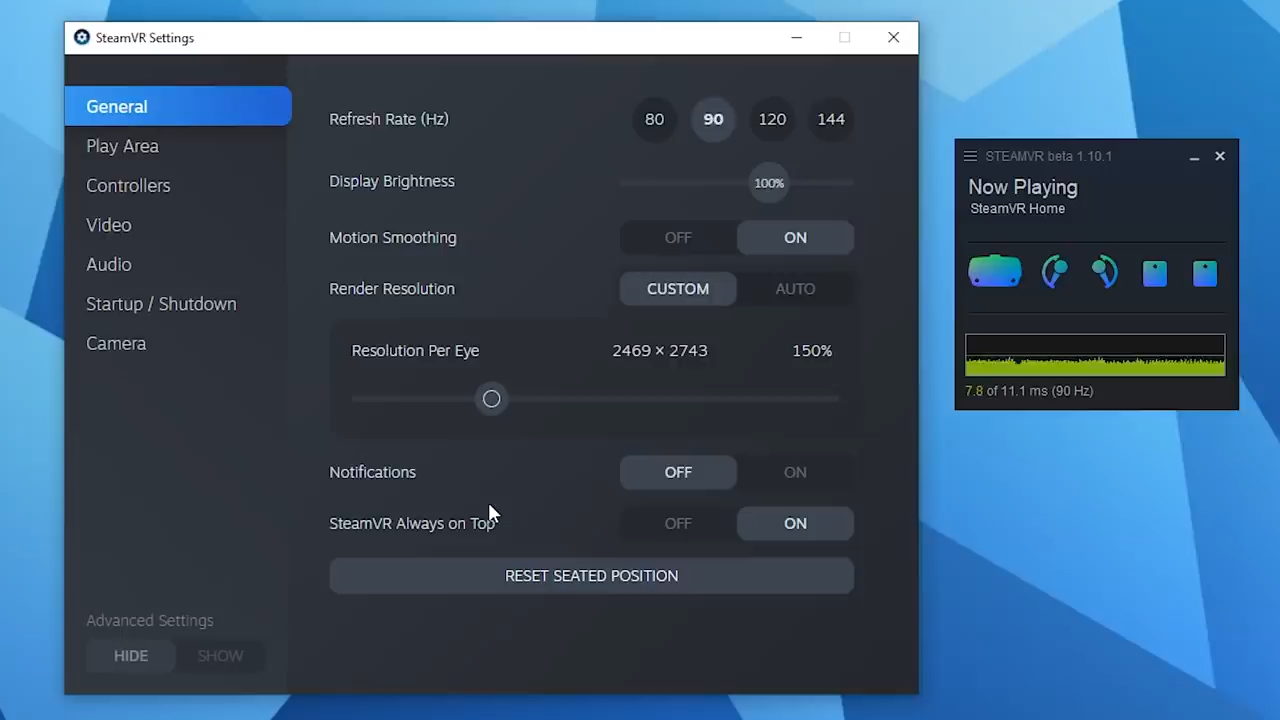 SteamVR Settings
General
Play Area
Controllers
Video
Audio
Startup / Shutdown
Camera
Advanced Settings
HIDE SHOW
Refresh Rate (Hz) 80 90 120 144
Display Brightness 100%
Motion Smoothing OFF ON
Render Resolution CUSTOM AUTO
Resolution Per Eye 2469 × 2743 150%
Notifications OFF ON
SteamVR Always on Top OFF ON
RESET SEATED POSITION
STEAMVR beta 1.10.1
Now Playing
SteamVR Home
7.8 of 11.1 ms (90 Hz)